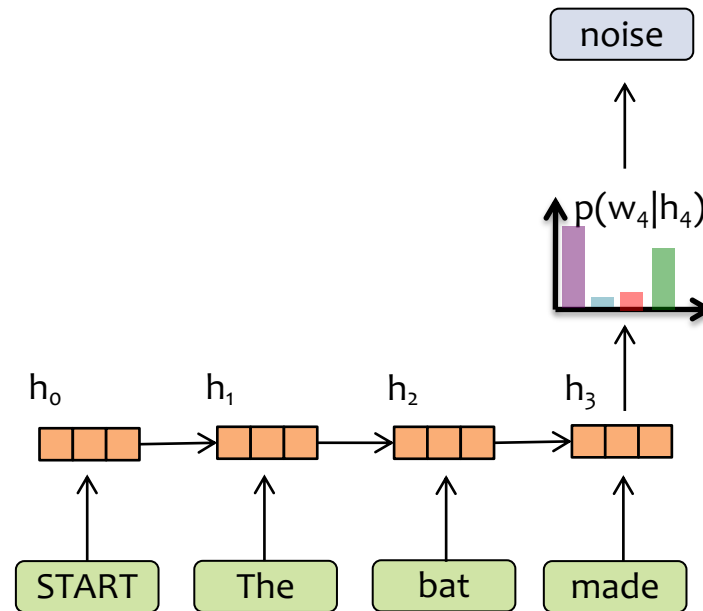 noise
p(w₄|h₄)
h₀ h₁ h₂ h₃
START The bat made